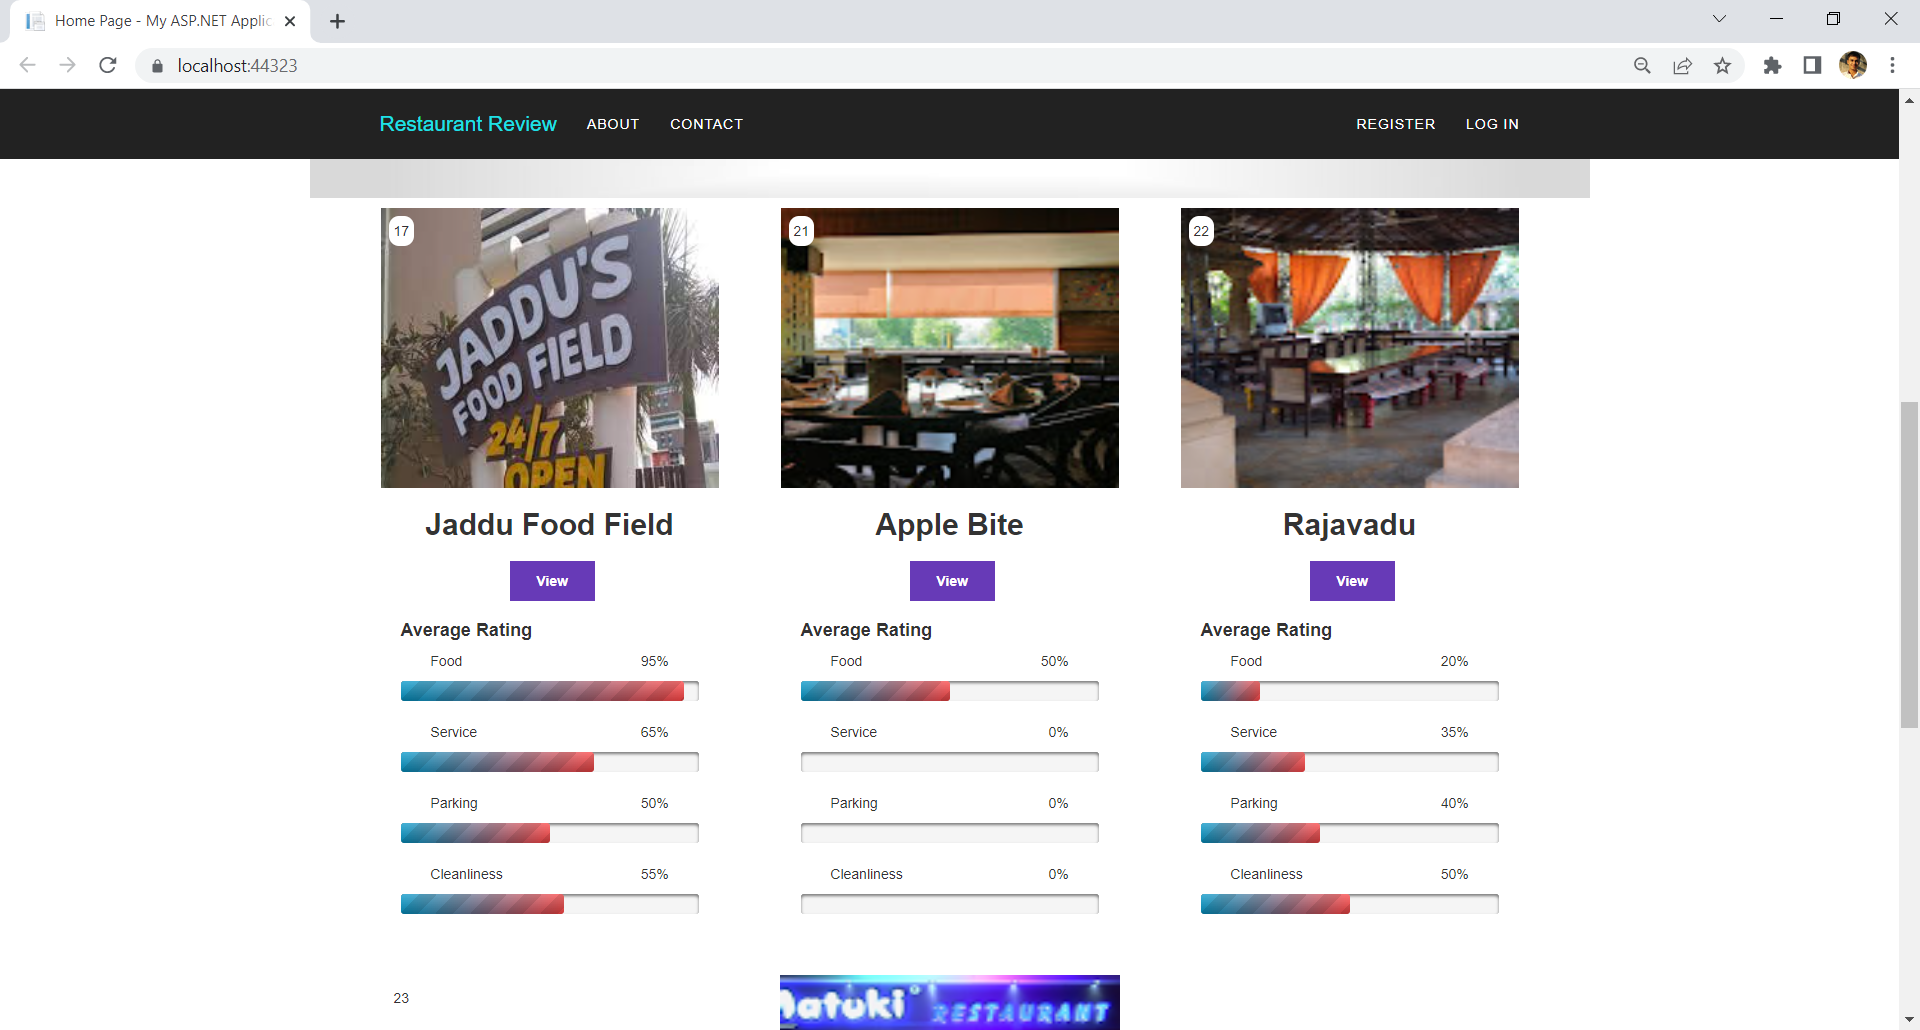 Home Page - My ASP.NET Applic
localhost:44323
Restaurant Review ABOUT CONTACT REGISTER LOG IN
17
JADDU'S
FOOD FIELD
24/7
OPEN
21
22
Jaddu Food Field
Apple Bite
Rajavadu
View
View
View
Average Rating
Food 95%
Service 65%
Parking 50%
Cleanliness 55%
Average Rating
Food 50%
Service 0%
Parking 0%
Cleanliness 0%
Average Rating
Food 20%
Service 35%
Parking 40%
Cleanliness 50%
23
atuki RESTAURANT